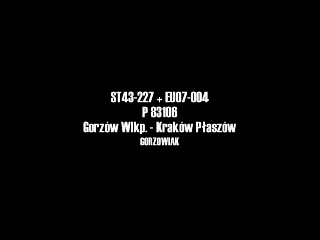 ST43-227 + EU07-004
P 83106
Gorzów Wlkp. - Kraków Płaszów
GORZOWIAK